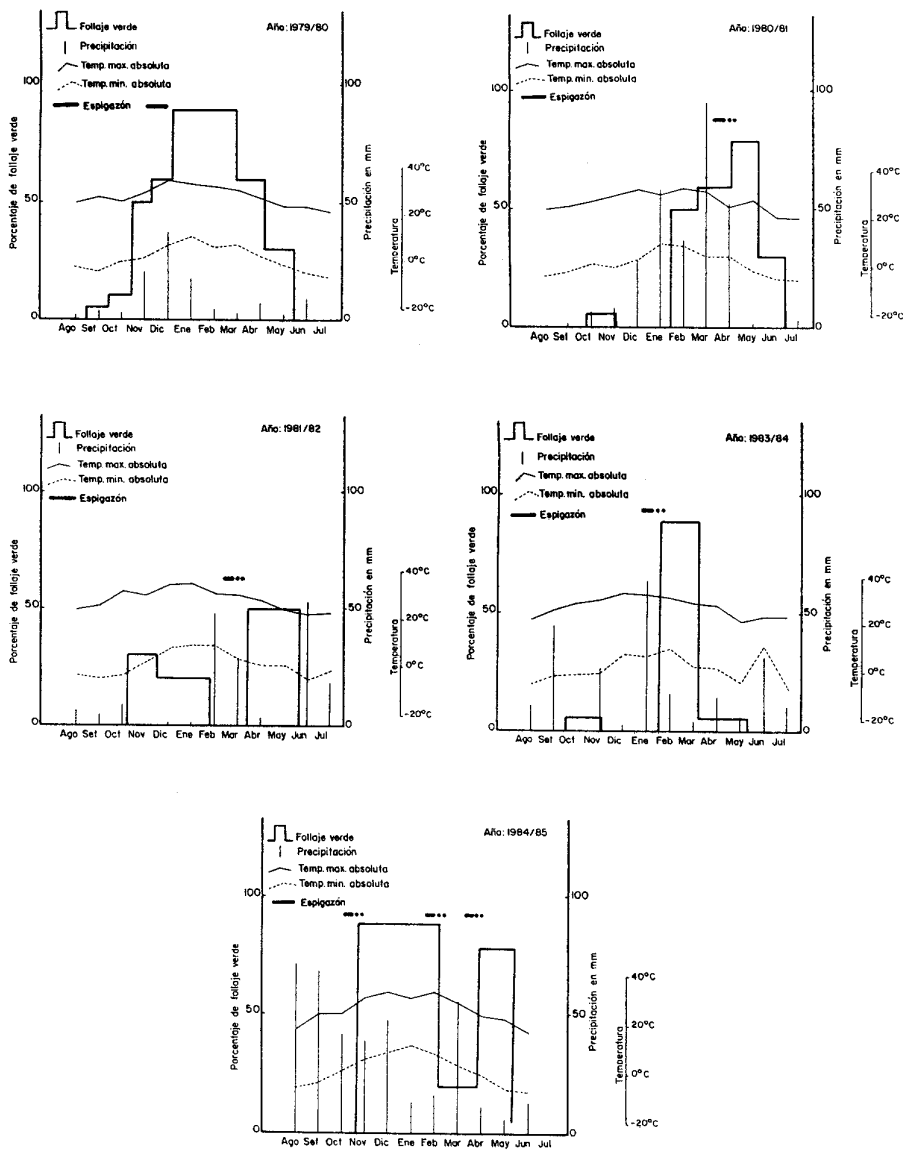 Follaje verde
Año: 1979/80
Precipitación
Temp. max. absoluta
Temp. min. absoluta
Espigazón
Porcentaje de follaje verde
100
50
0
100
50
0
Precipitación en mm
Temperatura
40°C
20°C
0°C
-20°C
Ago Set Oct Nov Dic Ene Feb Mar Abr May Jun Jul
Follaje verde
Año: 1980/81
Precipitación
Temp. max. absoluta
Temp. min. absoluta
Espigazón
Porcentaje de follaje verde
100
50
0
100
50
0
Precipitación en mm
Temperatura
40°C
20°C
0°C
-20°C
Ago Set Oct Nov Dic Ene Feb Mar Abr May Jun Jul
Follaje verde
Año: 1981/82
Precipitación
Temp. max. absoluta
Temp. min. absoluta
Espigazón
Porcentaje de follaje verde
100
50
0
100
50
0
Precipitación en mm
Temperatura
40°C
20°C
0°C
-20°C
Ago Set Oct Nov Dic Ene Feb Mar Abr May Jun Jul
Follaje verde
Año: 1983/84
Precipitación
Temp. max. absoluta
Temp. min. absoluta
Espigazón
Porcentaje de follaje verde
100
50
0
100
50
0
Precipitación en mm
Temperatura
40°C
20°C
0°C
-20°C
Ago Set Oct Nov Dic Ene Feb Mar Abr May Jun Jul
Follaje verde
Año: 1984/85
Precipitación
Temp. max. absoluta
Temp. min. absoluta
Espigazón
Porcentaje de follaje verde
100
50
0
100
50
0
Precipitación en mm
Temperatura
40°C
20°C
0°C
-20°C
Ago Set Oct Nov Dic Ene Feb Mar Abr May Jun Jul